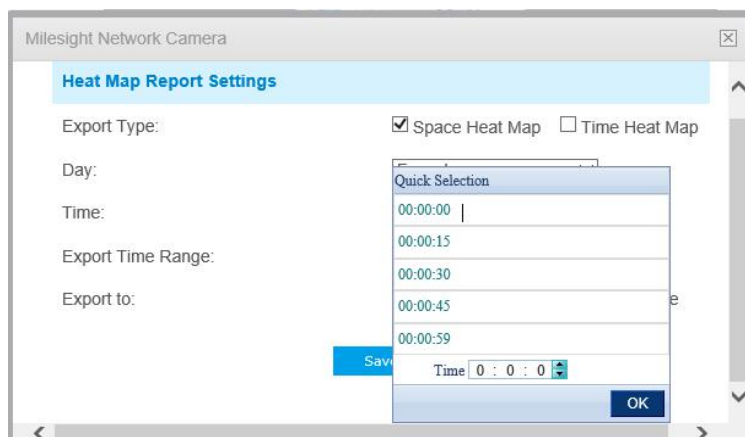 Milesight Network Camera
Heat Map Report Settings
Export Type:
Space Heat Map
Time Heat Map
Day:
Quick Selection
Time:
00:00:00
00:00:15
Export Time Range:
00:00:30
Export to:
00:00:45
00:00:59
Time 0 : 0 : 0
OK